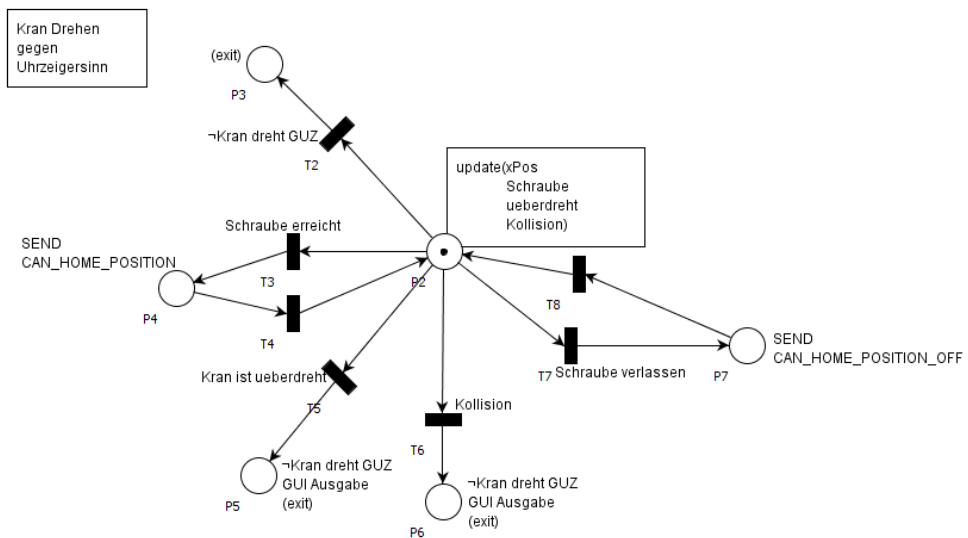 Kran Drehen
gegen
Uhrzeigersinn
(exit)
P3
¬Kran dreht GUZ
T2
update(xPos
Schraube
ueberdreht
Kollision)
Schraube erreicht
SEND
CAN_HOME_POSITION
T3
P2
P4
T4
T8
SEND
CAN_HOME_POSITION_OFF
T7
Schraube verlassen
P7
Kran ist ueberdreht
T5
Kollision
T6
¬Kran dreht GUZ
GUI Ausgabe
(exit)
P5
¬Kran dreht GUZ
GUI Ausgabe
(exit)
P6